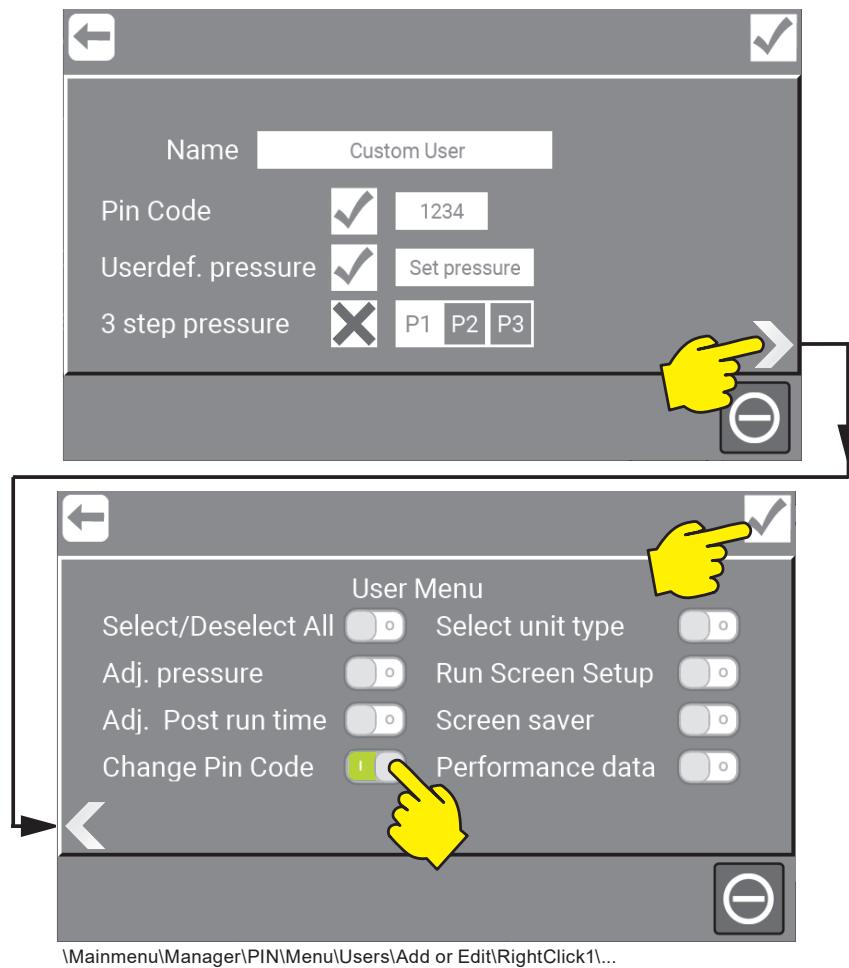 Name Custom User
Pin Code 1234
Userdef. pressure Set pressure
3 step pressure P1 P2 P3
User Menu
Select/Deselect All O Select unit type O
Adj. pressure O Run Screen Setup O
Adj. Post run time O Screen saver O
Change Pin Code I Performance data O
\Mainmenu\Manager\PIN\Menu\Users\Add or Edit\RightClick1\...